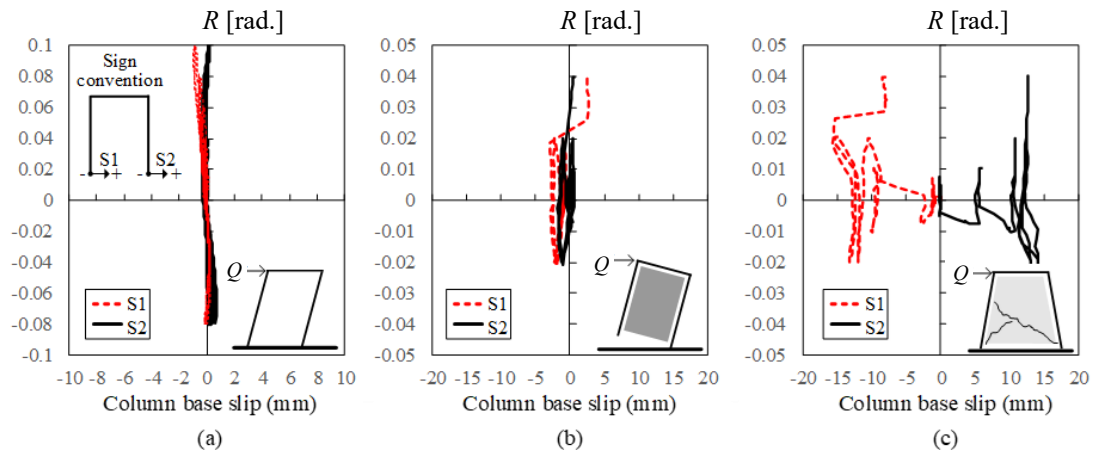 R [rad.]
R [rad.]
R [rad.]
0.1
0.08
0.06
0.04
0.02
0
-0.02
-0.04
-0.06
-0.08
-0.1
Sign
convention
S1
S2
- +
- +
Q
S1
S2
-10 -8 -6 -4 -2 0 2 4 6 8 10
Column base slip (mm)
(a)
0.05
0.04
0.03
0.02
0.01
0
-0.01
-0.02
-0.03
-0.04
-0.05
Q
S1
S2
-20 -15 -10 -5 0 5 10 15 20
Column base slip (mm)
(b)
0.05
0.04
0.03
0.02
0.01
0
-0.01
-0.02
-0.03
-0.04
-0.05
Q
S1
S2
-20 -15 -10 -5 0 5 10 15 20
Column base slip (mm)
(c)